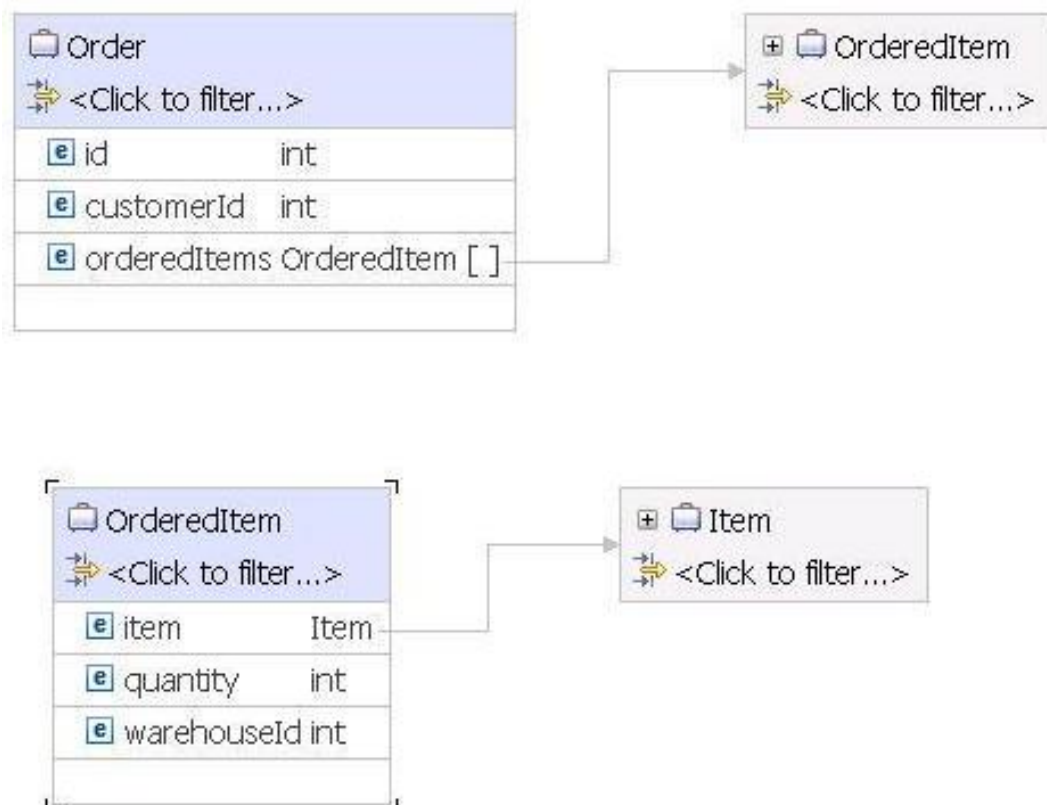 Order
<Click to filter...>
e id int
e customerId int
e orderedItems OrderedItem [ ]
OrderedItem
<Click to filter...>
OrderedItem
<Click to filter...>
e item Item
e quantity int
e warehouseId int
Item
<Click to filter...>